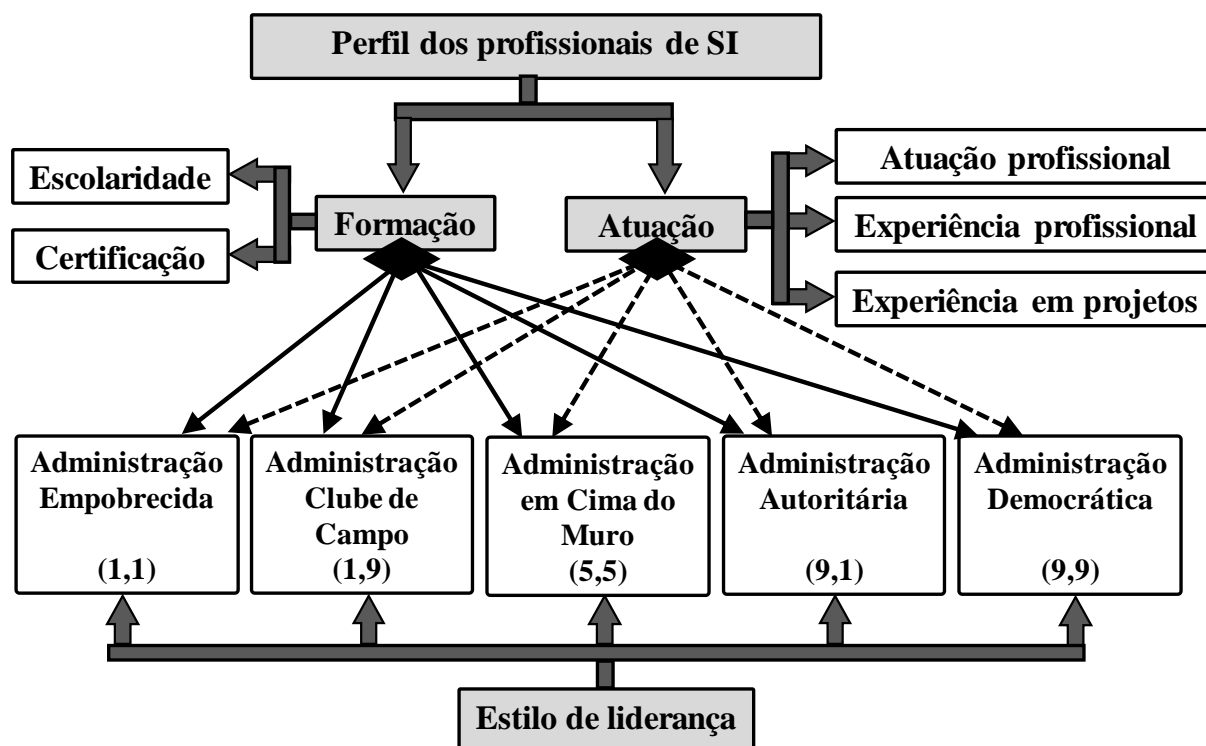 Perfil dos profissionais de SI
Escolaridade
Certificação
Formação
Atuação
Atuação profissional
Experiência profissional
Experiência em projetos
Administração
Empobrecida
(1,1)
Administração
Clube de
Campo
(1,9)
Administração
em Cima do
Muro
(5,5)
Administração
Autoritária
(9,1)
Administração
Democrática
(9,9)
Estilo de liderança